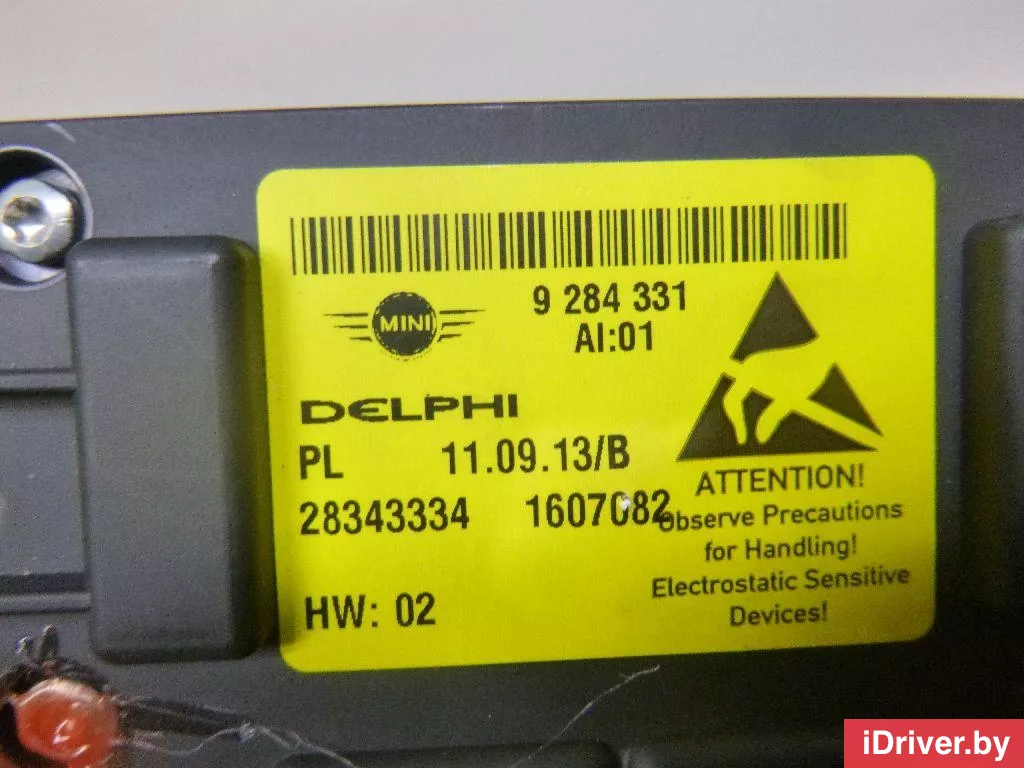 MINI
9 284 331
AI:01
DELPHI
PL 11.09.13/B
28343334 1607082
HW: 02
ATTENTION!
Observe Precautions
for Handling!
Electrostatic Sensitive
Devices!
iDriver.by